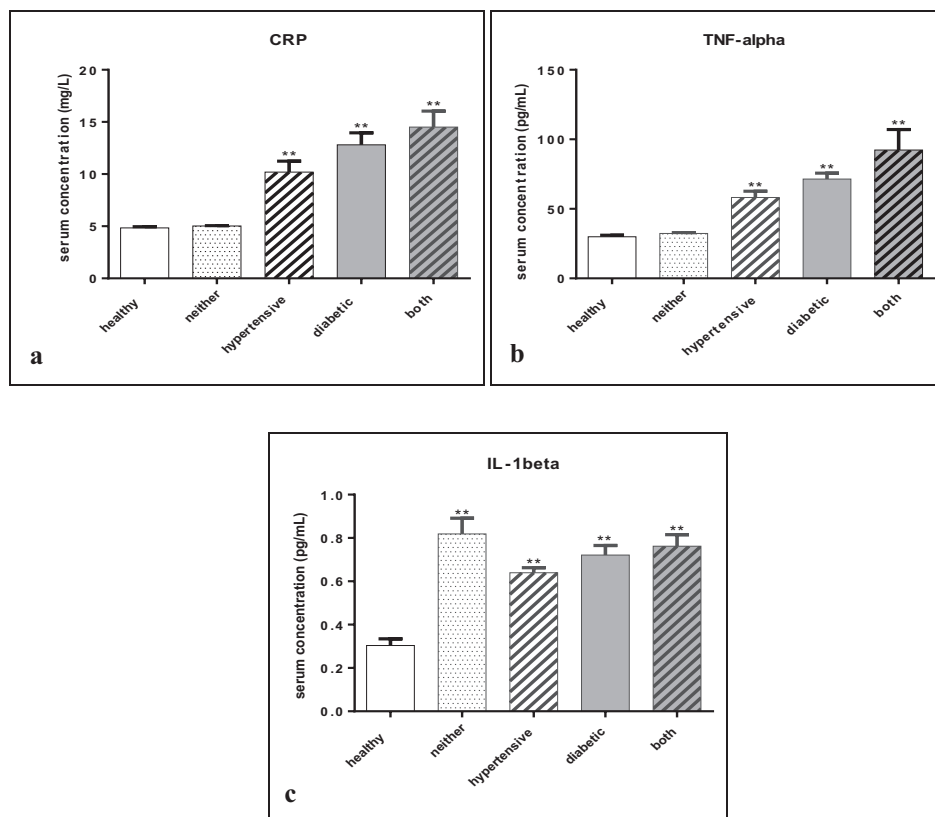 CRP
serum concentration (mg/L)
20
15
10
5
0
**
**
**
healthy
neither
hypertensive
diabetic
both
a
TNF-alpha
serum concentration (pg/mL)
150
100
50
0
**
**
**
healthy
neither
hypertensive
diabetic
both
b
IL-1beta
serum concentration (pg/mL)
1.0
0.8
0.6
0.4
0.2
0.0
**
**
**
**
healthy
neither
hypertensive
diabetic
both
c